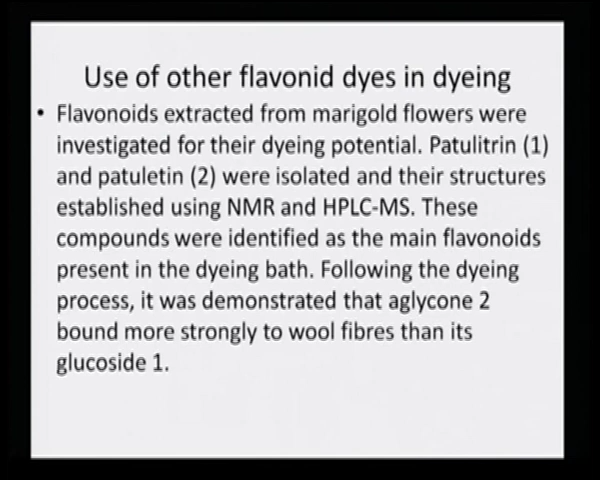 Use of other flavonid dyes in dyeing
• Flavonoids extracted from marigold flowers were
investigated for their dyeing potential. Patulitrin (1)
and patuletin (2) were isolated and their structures
established using NMR and HPLC-MS. These
compounds were identified as the main flavonoids
present in the dyeing bath. Following the dyeing
process, it was demonstrated that aglycone 2
bound more strongly to wool fibres than its
glucoside 1.